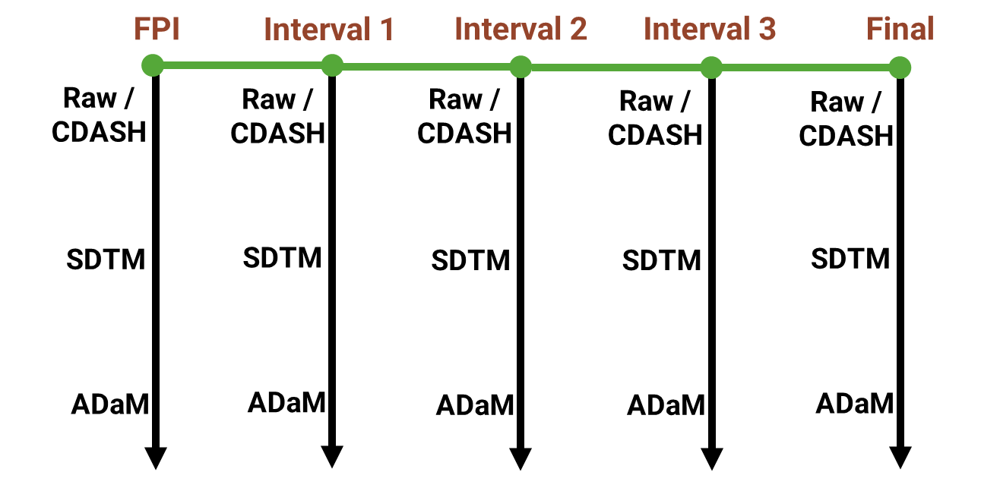 FPI
Interval 1
Interval 2
Interval 3
Final
Raw /
CDASH
Raw /
CDASH
Raw /
CDASH
Raw /
CDASH
Raw /
CDASH
SDTM
SDTM
SDTM
SDTM
SDTM
ADaM
ADaM
ADaM
ADaM
ADaM